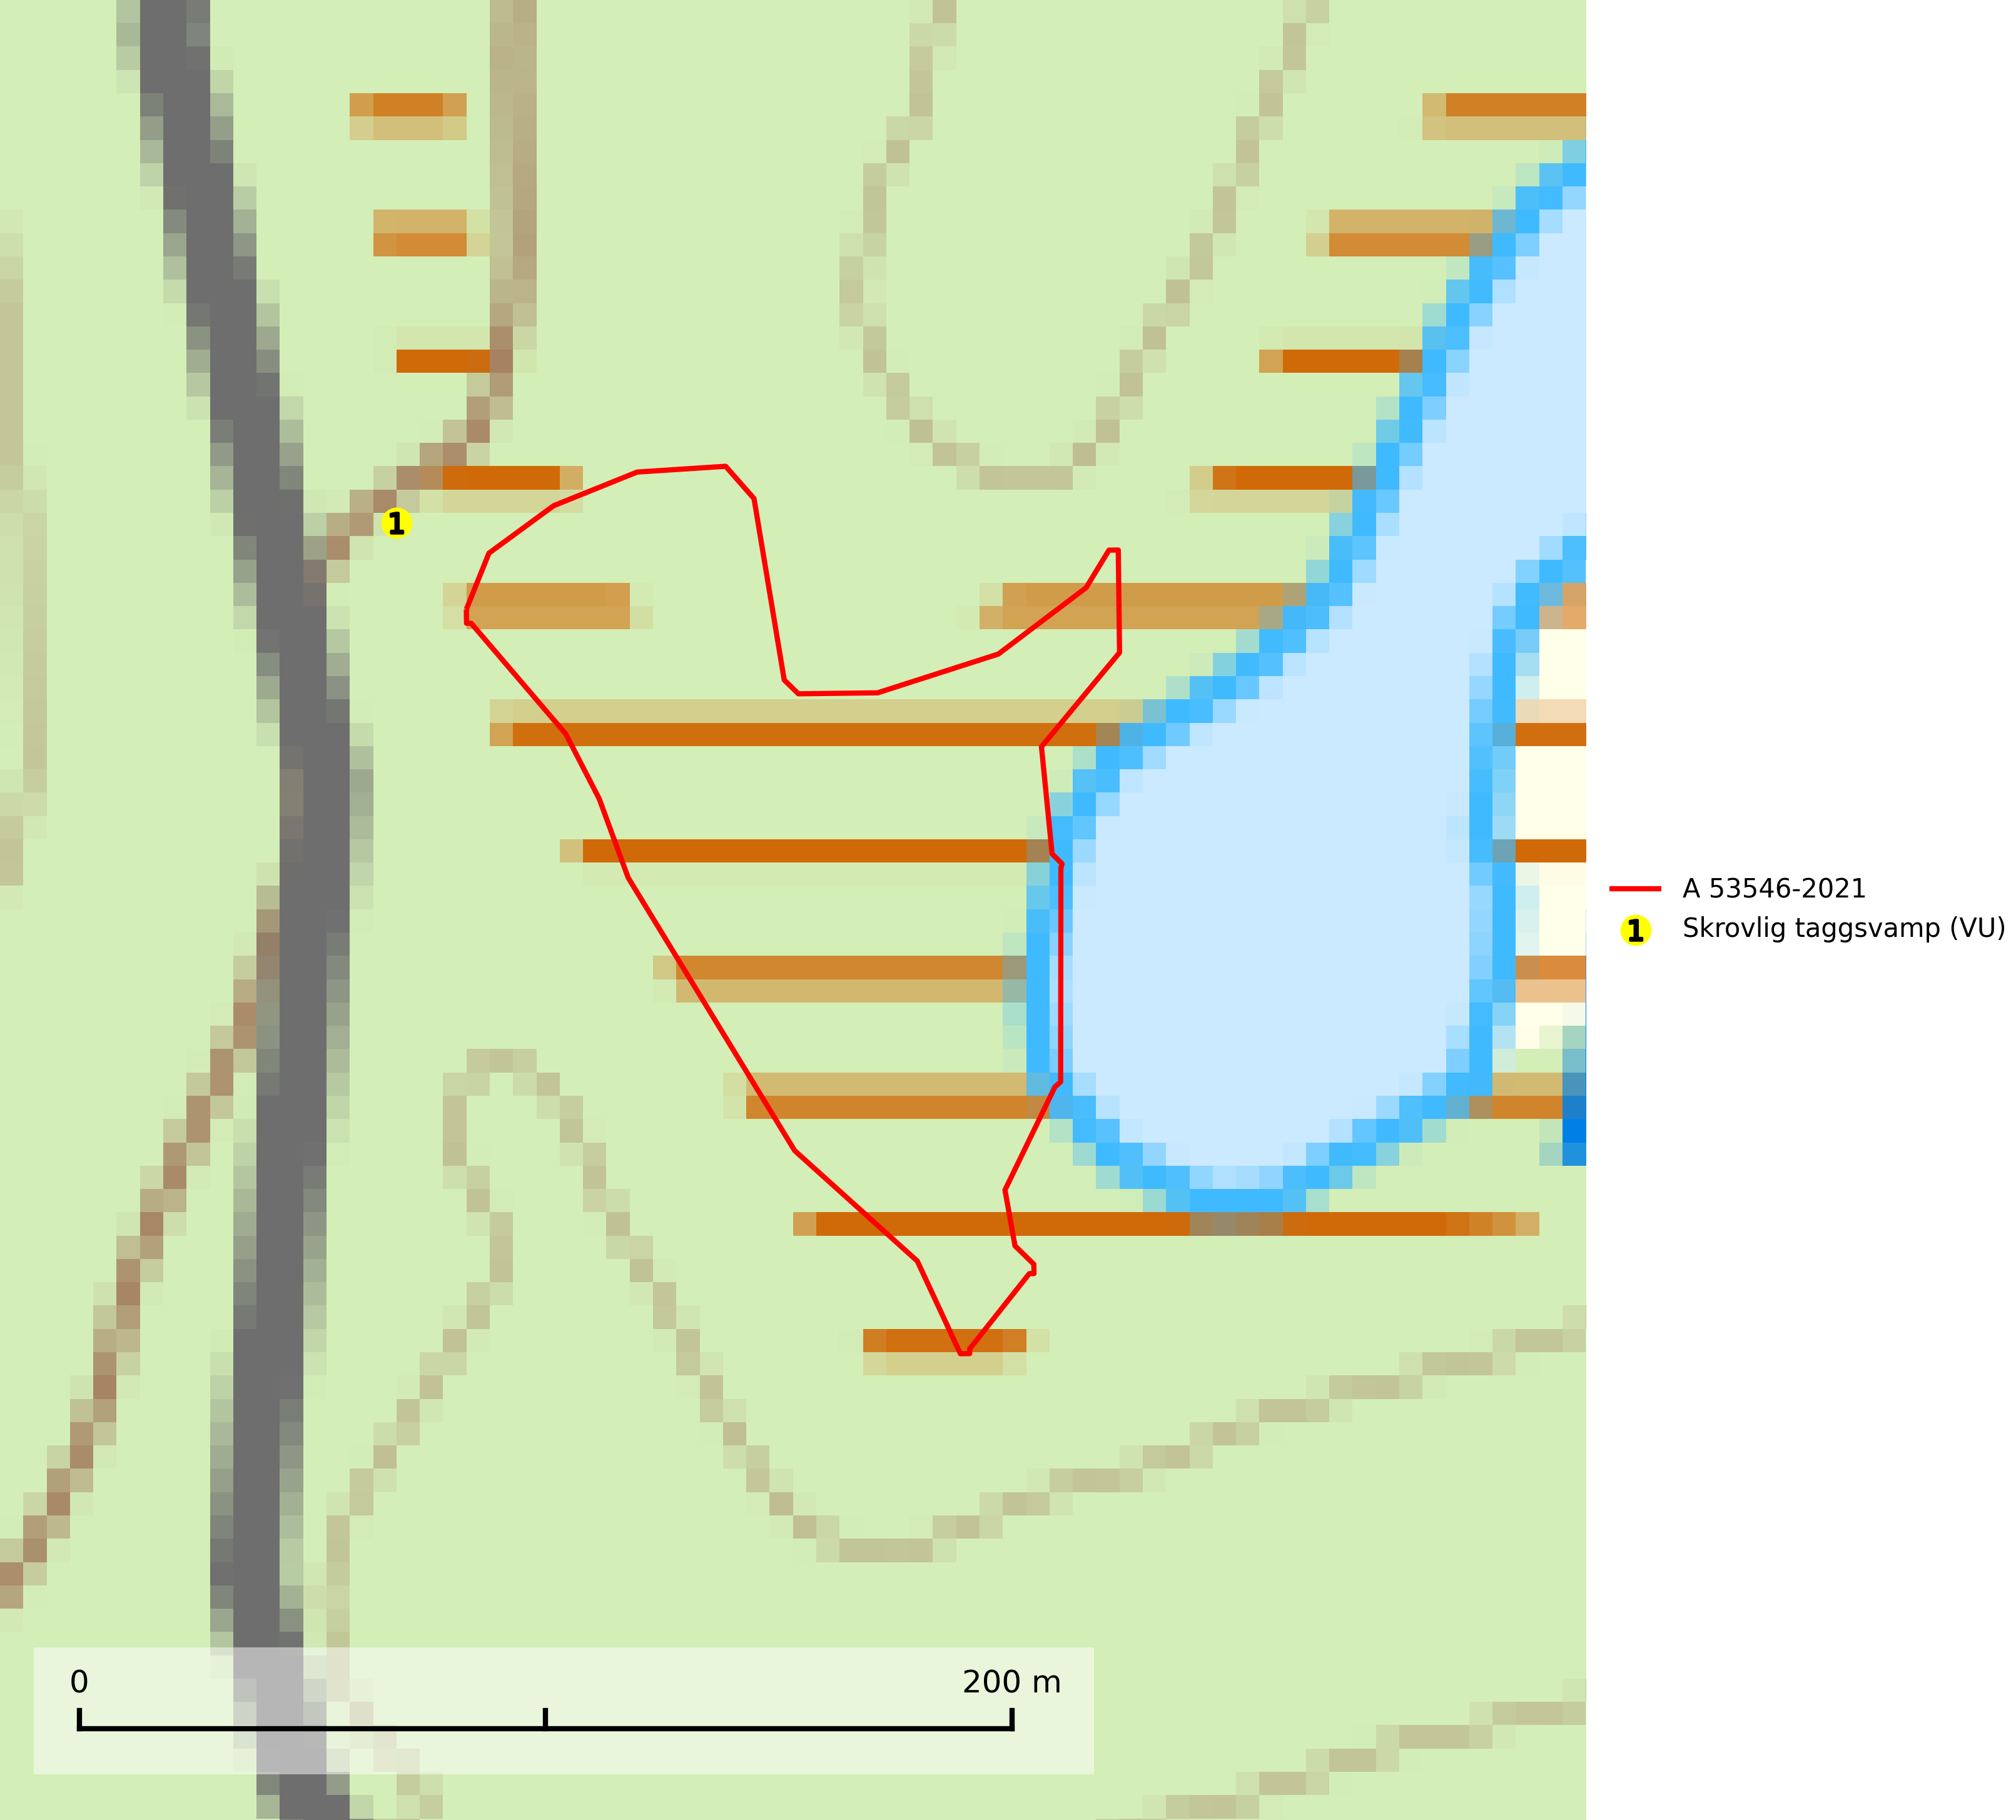 1
A 53546-2021
1 Skrovlig taggsvamp (VU)
0 200 m